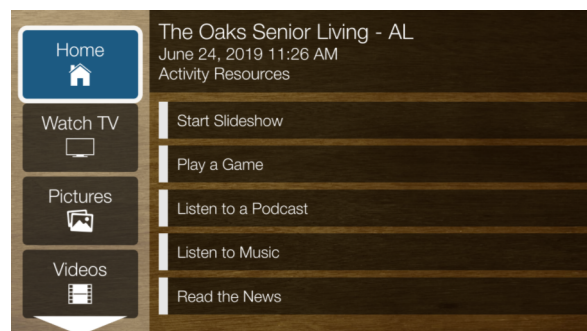 Home
Watch TV
Pictures
Videos
The Oaks Senior Living - AL
June 24, 2019 11:26 AM
Activity Resources
Start Slideshow
Play a Game
Listen to a Podcast
Listen to Music
Read the News